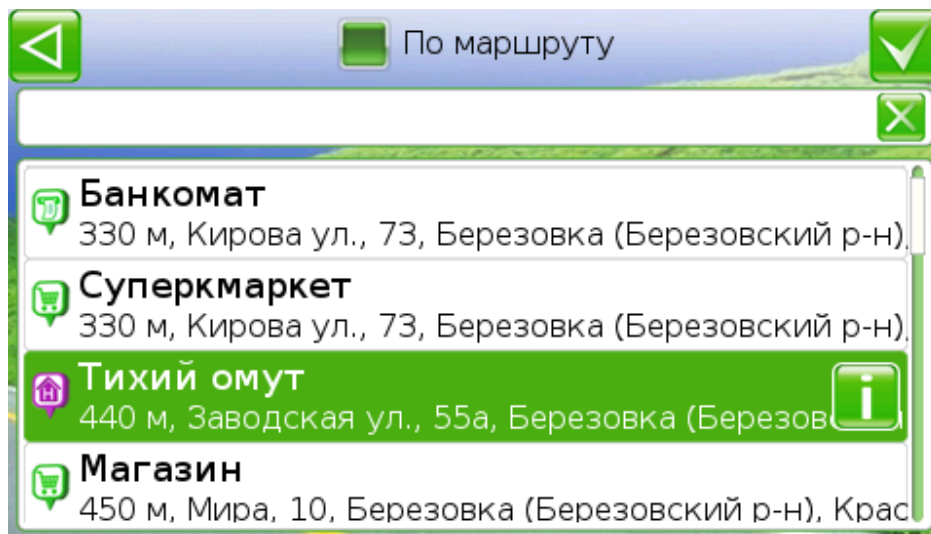 По маршруту
Банкомат
330 м, Кирова ул., 73, Березовка (Березовский р-н),
Суперкмаркет
330 м, Кирова ул., 73, Березовка (Березовский р-н),
Тихий омут
440 м, Заводская ул., 55а, Березовка
Магазин
450 м, Мира, 10, Березовка (Березовский р-н), Крас